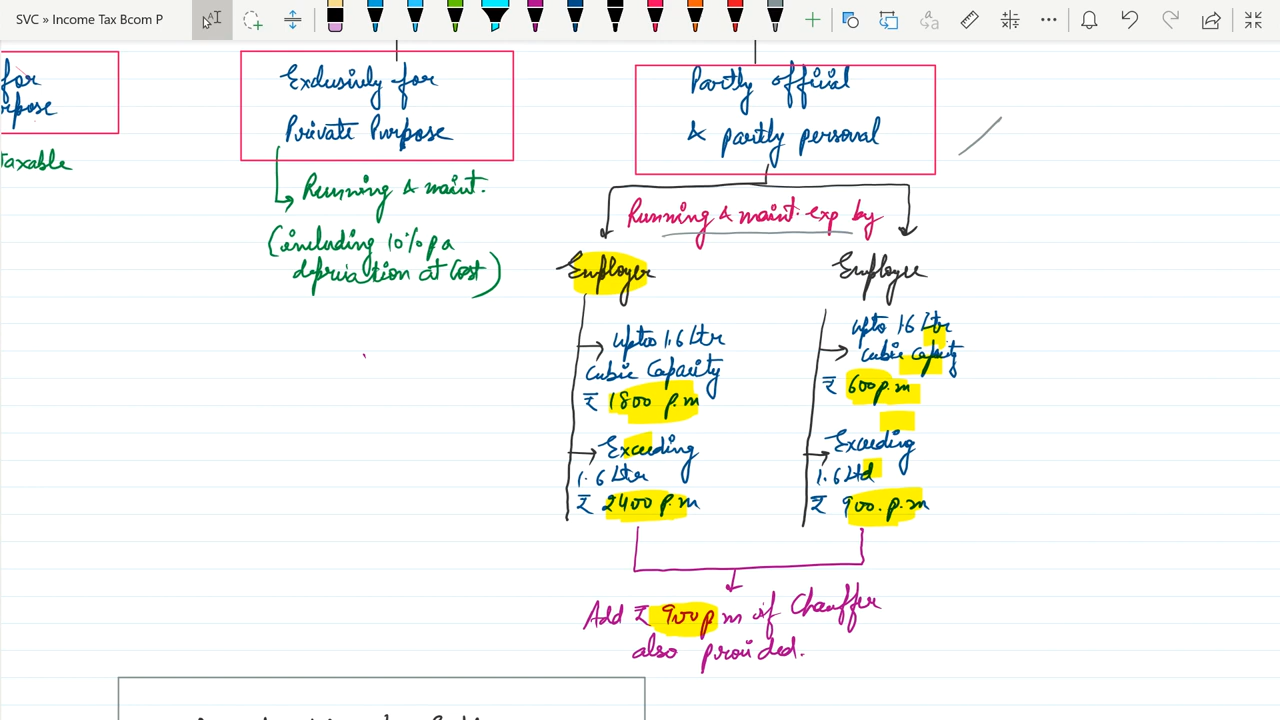 SVC » Income Tax Bcom P
for
rpose
taxable
Exclusively for
Private Purpose
Running & maint.
(including 10% p a
depriation at Cost)
Partly official
& partly personal
Running & maint. exp by
Employer
upto 1.6 Ltr
Cubic Capacity
₹ 1800 p.m
Exceeding
1.6 Ltr
₹ 2400 p.m
Employee
upto 1.6 Ltr
Cubic Capacity
₹ 600 p.m
Exceeding
1.6 Ltd
₹ 900. p.m
Add ₹ 900 p m if Chauffer
also provided.